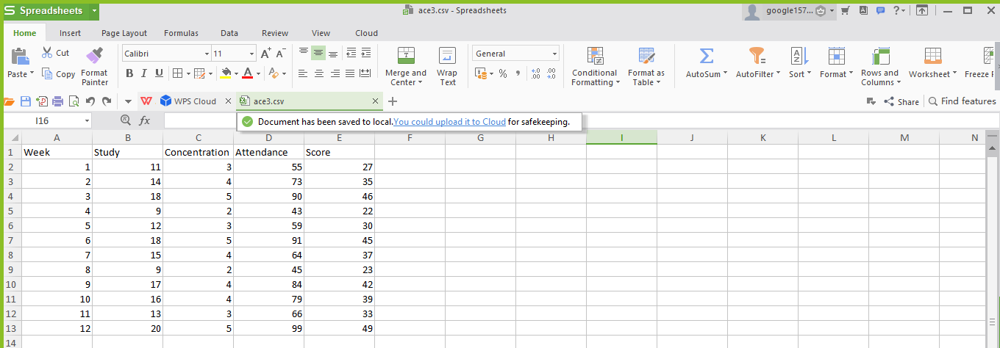 Spreadsheets
ace3.csv - Spreadsheets
google157...
Home Insert Page Layout Formulas Data Review View Cloud
Paste Cut Copy Format Painter
Calibri 11
B I U A A A
Merge and Center Wrap Text
General
% , .00
Conditional Formatting Format as Table
AutoSum AutoFilter Sort Format Rows and Columns Worksheet Freeze F
WPS Cloud ace3.csv Share Find features
I16 fx
Document has been saved to local.You could upload it to Cloud for safekeeping.
A B C D E F G H I J K L M N
1 Week Study Concentration Attendance Score
2 1 11 3 55 27
3 2 14 4 73 35
4 3 18 5 90 46
5 4 9 2 43 22
6 5 12 3 59 30
7 6 18 5 91 45
8 7 15 4 64 37
9 8 9 2 45 23
10 9 17 4 84 42
11 10 16 4 79 39
12 11 13 3 66 33
13 12 20 5 99 49
14